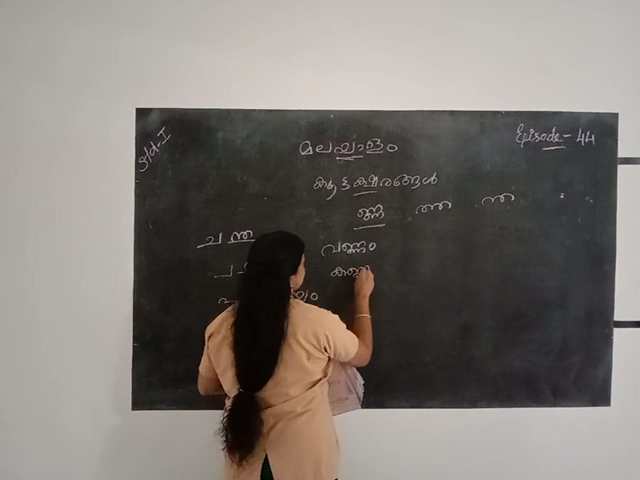 Std-I
Episode-44
മലയാളം
കൂട്ടക്ഷരങ്ങൾ
ണ്ണ ത്ത ന്ത
ചന്ത
വണ്ണം